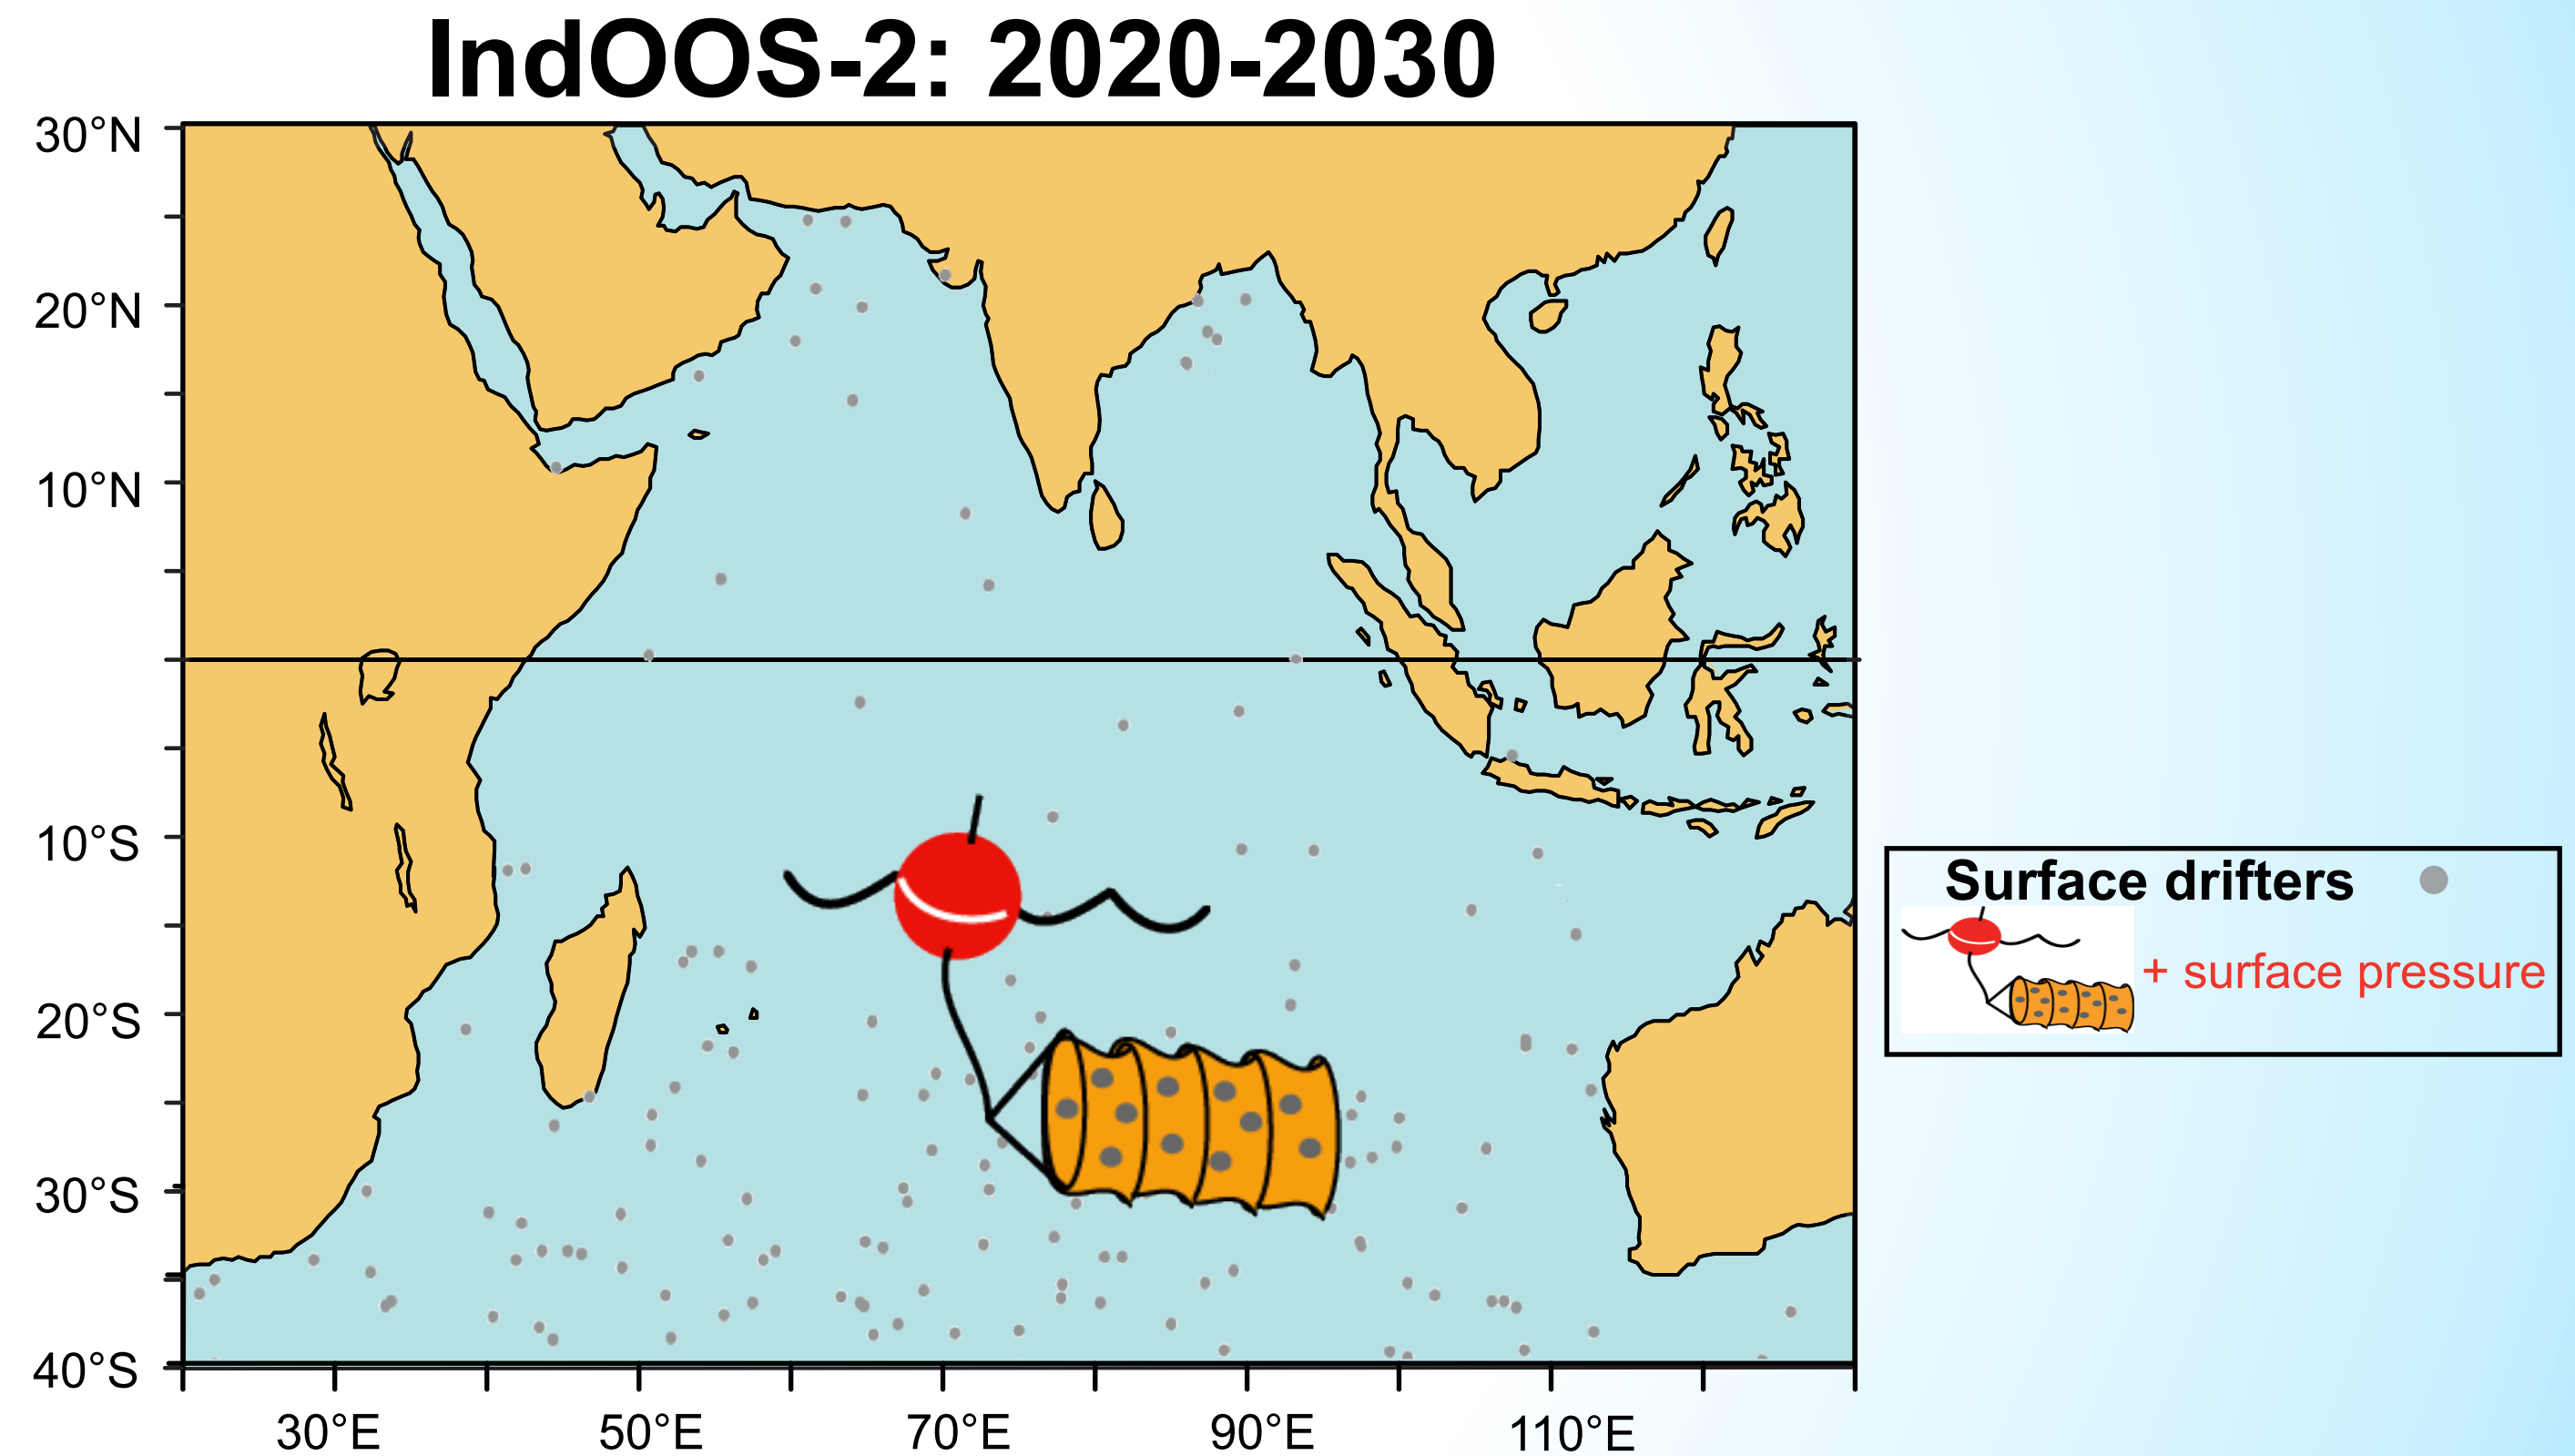 IndOOS-2: 2020-2030
30°N
20°N
10°N
10°S
20°S
30°S
40°S
30°E
50°E
70°E
90°E
110°E
Surface drifters
+ surface pressure